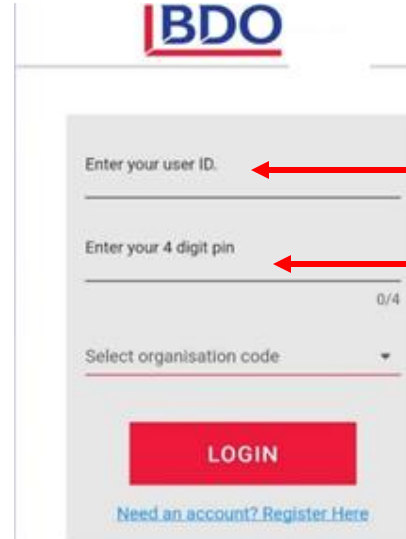 BDO
Enter your user ID.
Enter your 4 digit pin
0/4
Select organisation code
LOGIN
Need an account? Register Here